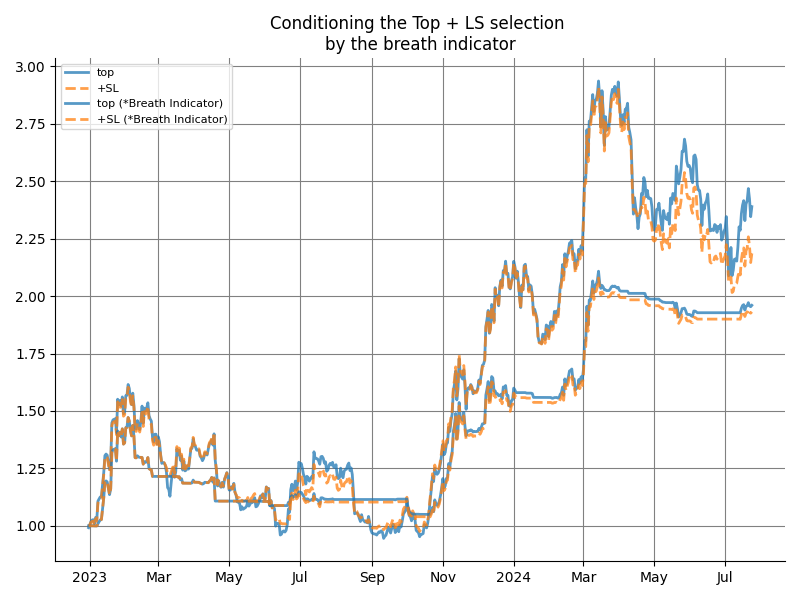 Conditioning the Top + LS selection
by the breath indicator
top
+SL
top (*Breath Indicator)
+SL (*Breath Indicator)
3.00
2.75
2.50
2.25
2.00
1.75
1.50
1.25
1.00
2023 Mar May Jul Sep Nov 2024 Mar May Jul